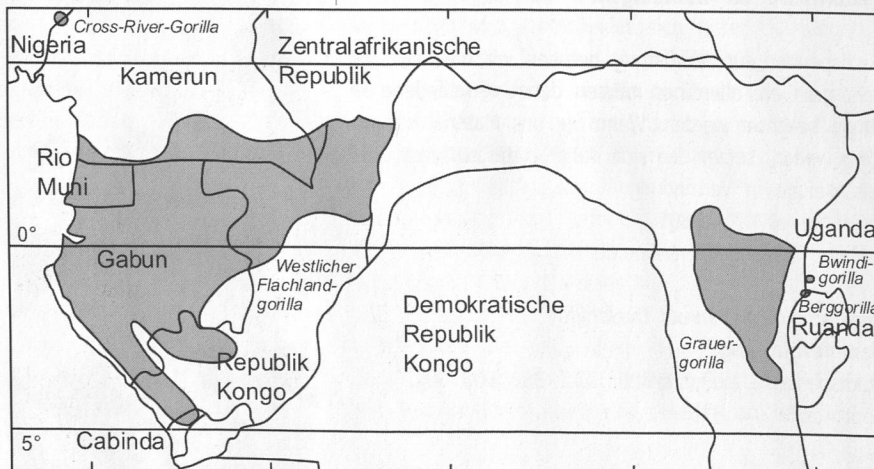 Cross-River-Gorilla
Nigeria
Kamerun
Zentralafrikanische
Republik
Rio
Muni
0°
Gabun
Westlicher
Flachland-
gorilla
Demokratische
Republik
Kongo
Republik
Kongo
Uganda
Bwindi-
gorilla
Berggorilla
Ruanda
Grauer-
gorilla
5°
Cabinda